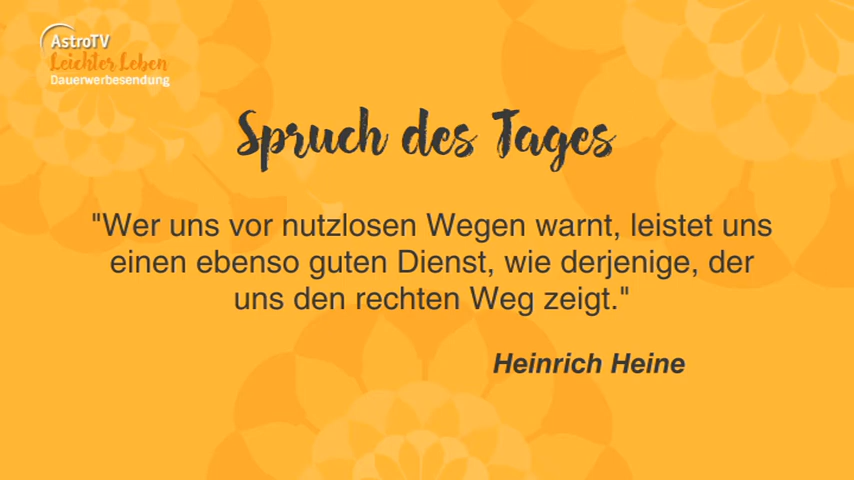 AstroTV
Leichter Leben
Dauerwerbesendung
Spruch des Tages
"Wer uns vor nutzlosen Wegen warnt, leistet uns
einen ebenso guten Dienst, wie derjenige, der
uns den rechten Weg zeigt."
Heinrich Heine